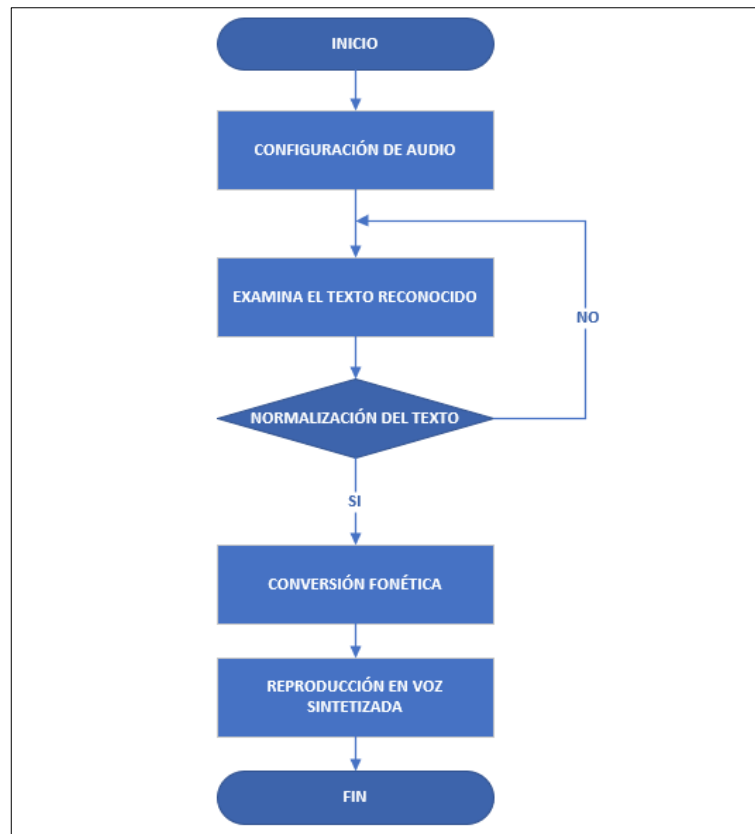 INICIO
CONFIGURACIÓN DE AUDIO
EXAMINA EL TEXTO RECONOCIDO
NO
NORMALIZACIÓN DEL TEXTO
SI
CONVERSIÓN FONÉTICA
REPRODUCCIÓN EN VOZ
SINTETIZADA
FIN